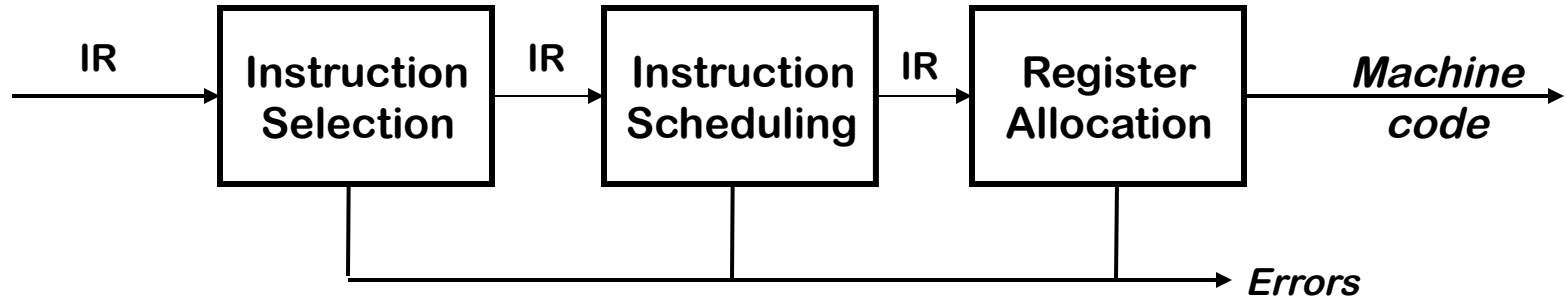 IR
Instruction
Selection
IR
Instruction
Scheduling
IR
Register
Allocation
Machine
code
Errors